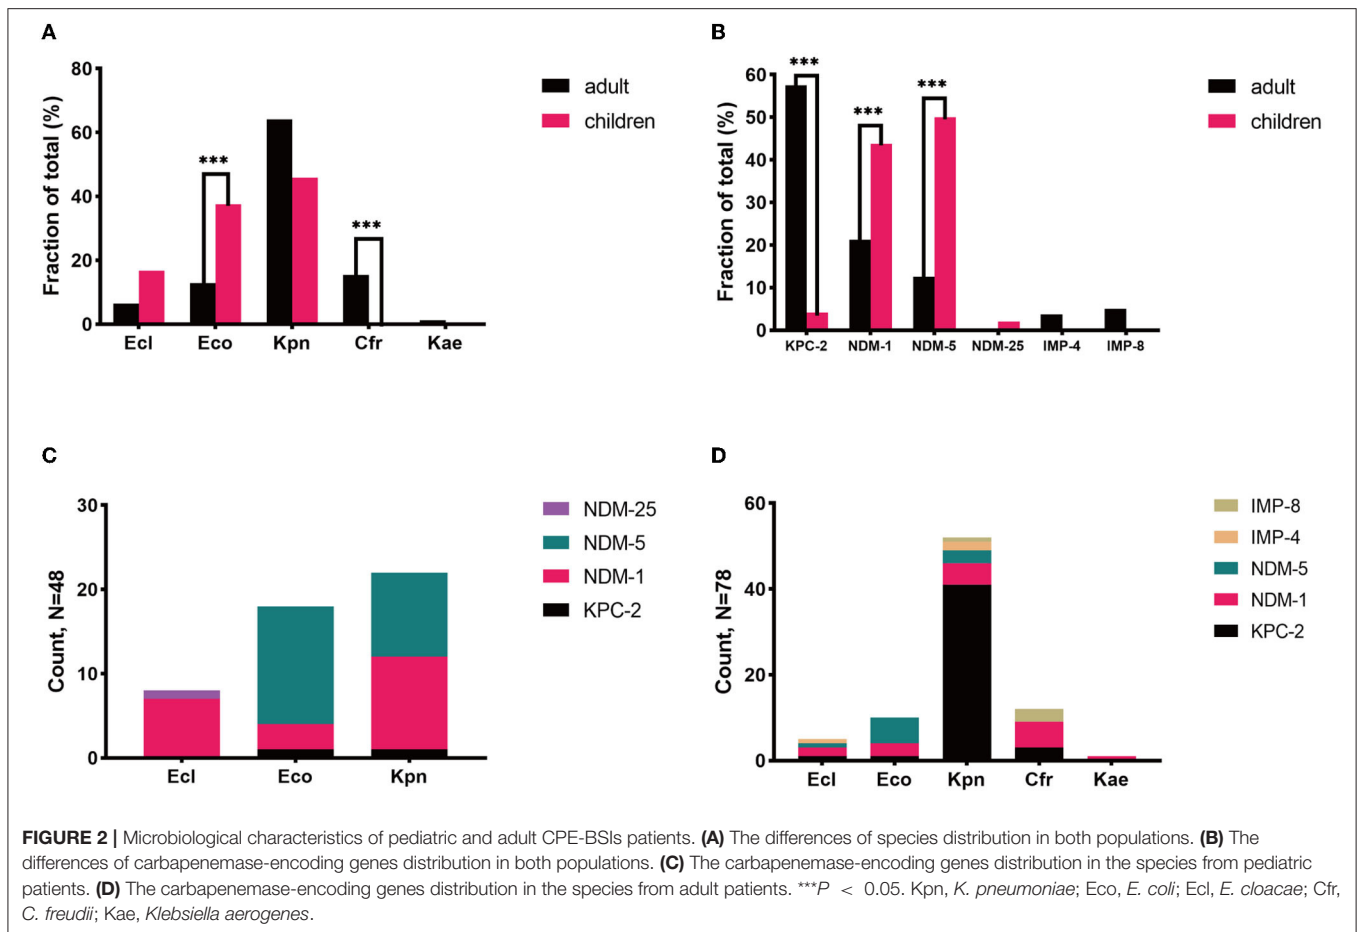 A
80
60
40
20
0
Fraction of total (%)
***
***
Ecl Eco Kpn Cfr Kae
adult
children
B
60
50
40
30
20
10
0
Fraction of total (%)
***
***
***
KPC-2 NDM-1 NDM-5 NDM-25 IMP-4 IMP-8
adult
children
C
30
20
10
0
Count, N=48
Ecl Eco Kpn
NDM-25
NDM-5
NDM-1
KPC-2
D
60
40
20
0
Count, N=78
Ecl Eco Kpn Cfr Kae
IMP-8
IMP-4
NDM-5
NDM-1
KPC-2
FIGURE 2 | Microbiological characteristics of pediatric and adult CPE-BSIs patients. (A) The differences of species distribution in both populations. (B) The
differences of carbapenemase-encoding genes distribution in both populations. (C) The carbapenemase-encoding genes distribution in the species from pediatric
patients. (D) The carbapenemase-encoding genes distribution in the species from adult patients. ***P < 0.05. Kpn, K. pneumoniae; Eco, E. coli; Ecl, E. cloacae; Cfr,
C. freudii; Kae, Klebsiella aerogenes.